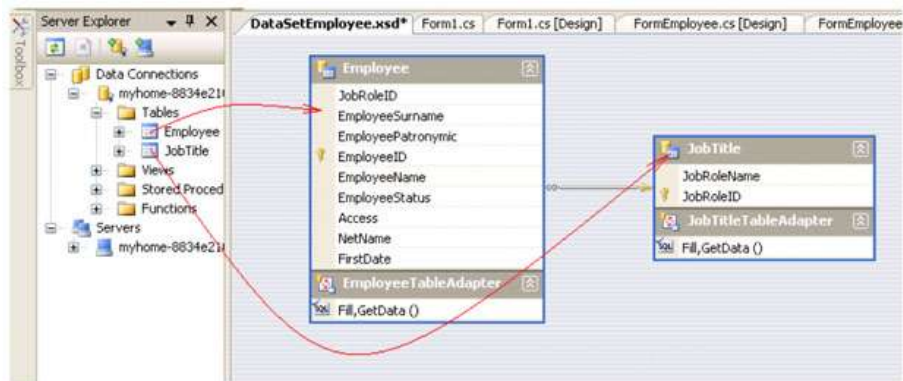 Server Explorer
Toolbox
Data Connections
myhome-8834e21
Tables
Employee
JobTitle
Views
Stored Proced
Functions
Servers
myhome-8834e21
DataSetEmployee.xsd* Form1.cs Form1.cs [Design] FormEmployee.cs [Design] FormEmployee
Employee
JobRoleID
EmployeeSurname
EmployeePatronymic
EmployeeID
EmployeeName
EmployeeStatus
Access
NetName
FirstDate
EmployeeTableAdapter
SQL Fill,GetData ()
JobTitle
JobRoleName
JobRoleID
JobTitleTableAdapter
SQL Fill,GetData ()